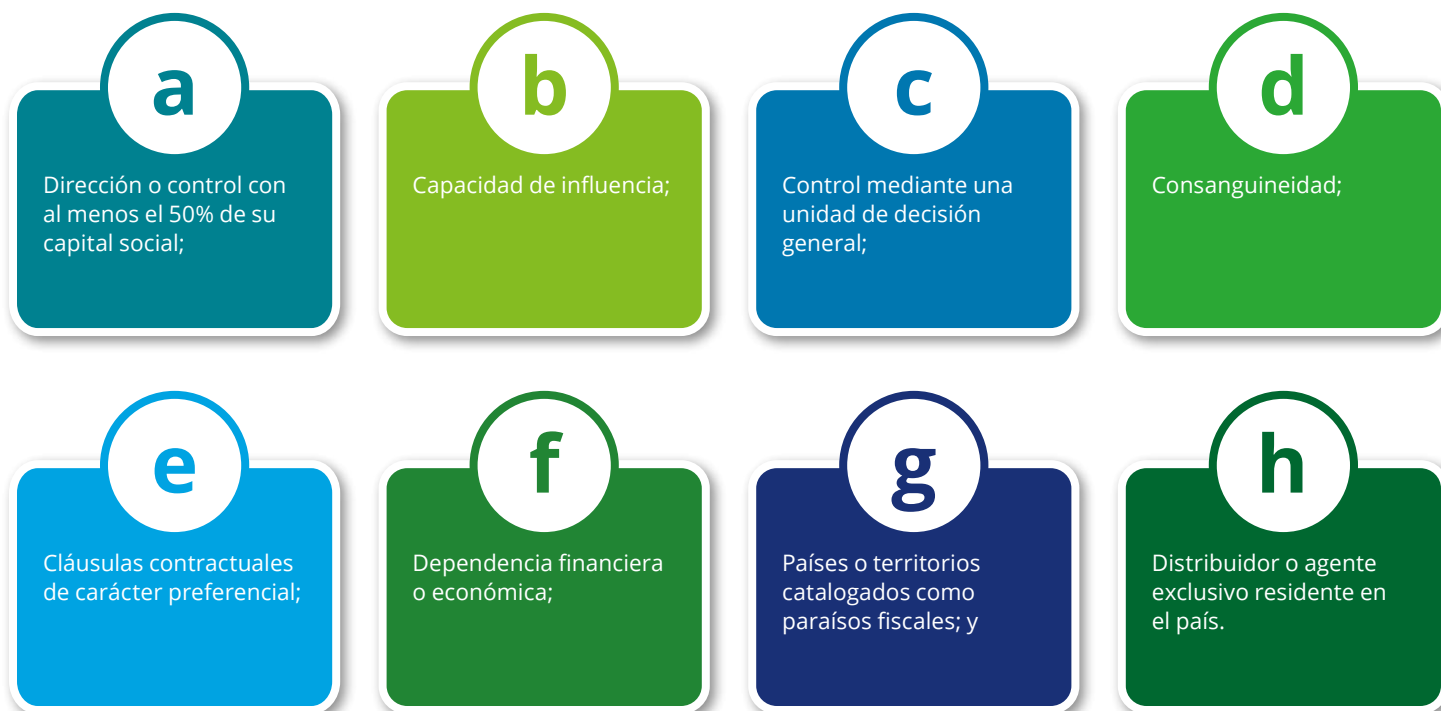 a
Dirección o control con
al menos el 50% de su
capital social;
b
Capacidad de influencia;
c
Control mediante una
unidad de decisión
general;
d
Consanguineidad;
e
Cláusulas contractuales
de carácter preferencial;
f
Dependencia financiera
o económica;
g
Países o territorios
catalogados como
paraísos fiscales; y
h
Distribuidor o agente
exclusivo residente en
el país.